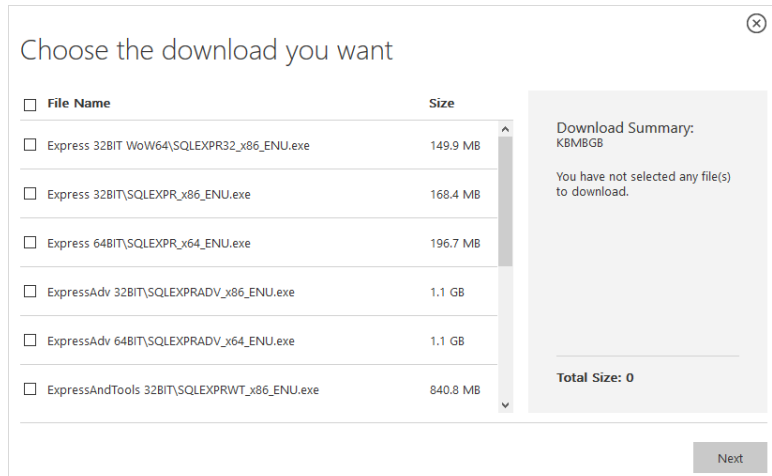 Choose the download you want
File Name Size
Express 32BIT WoW64\SQLEXPR32_x86_ENU.exe 149.9 MB
Express 32BIT\SQLEXPR_x86_ENU.exe 168.4 MB
Express 64BIT\SQLEXPR_x64_ENU.exe 196.7 MB
ExpressAdv 32BIT\SQLEXPRADV_x86_ENU.exe 1.1 GB
ExpressAdv 64BIT\SQLEXPRADV_x64_ENU.exe 1.1 GB
ExpressAndTools 32BIT\SQLEXPRWT_x86_ENU.exe 840.8 MB
Download Summary:
KBMBGB
You have not selected any file(s)
to download.
Total Size: 0
Next